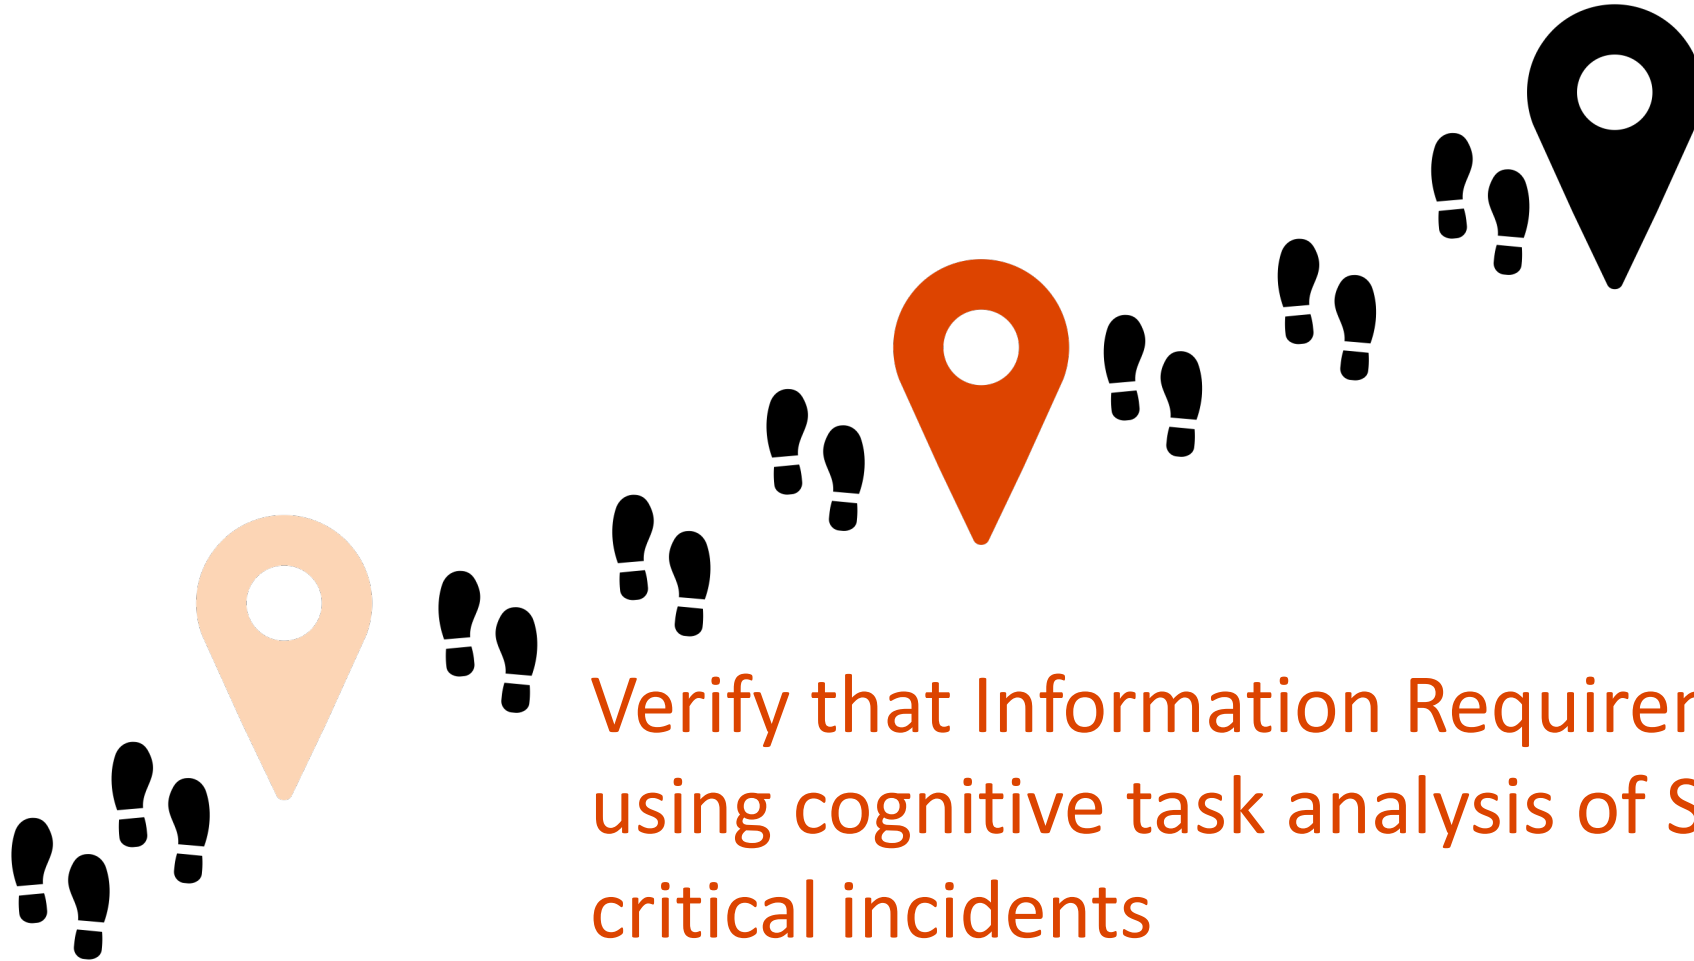 Verify that Information
using cognitive task analysis of
critical incidents